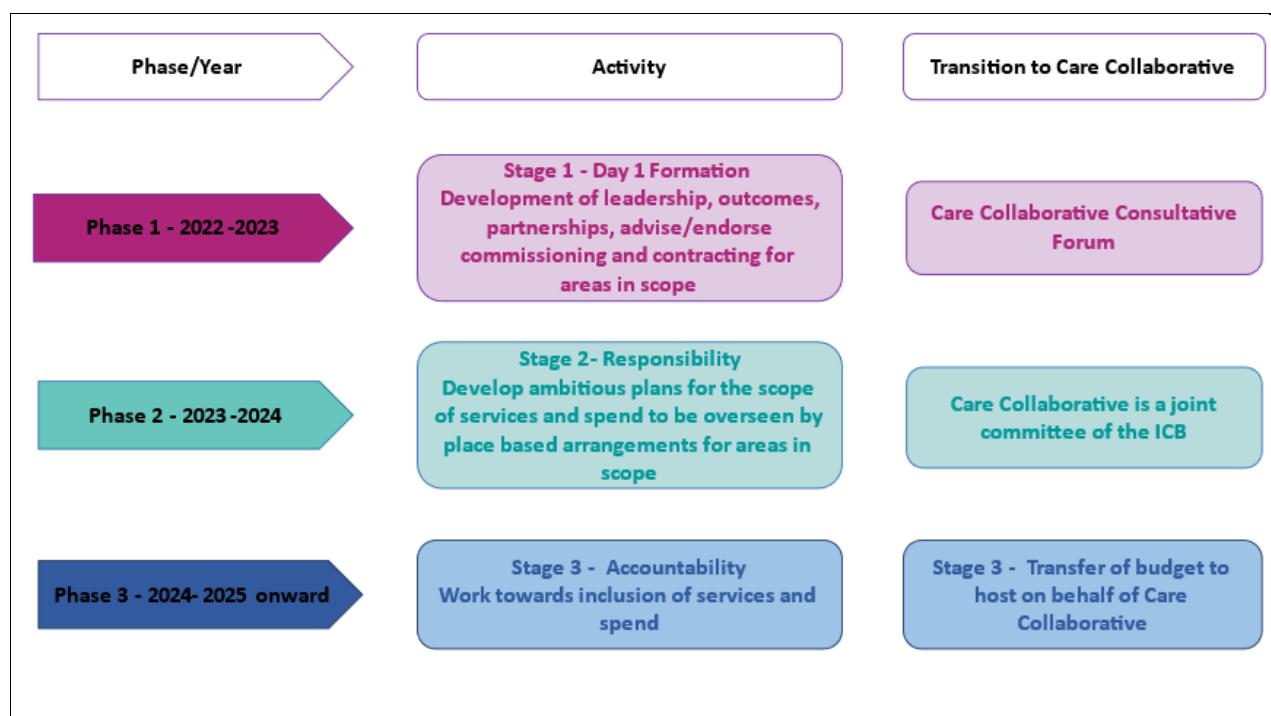 Phase/Year
Activity
Transition to Care Collaborative
Phase 1 - 2022 -2023
Stage 1 - Day 1 Formation
Development of leadership, outcomes,
partnerships, advise/endorse
commissioning and contracting for
areas in scope
Care Collaborative Consultative
Forum
Phase 2 - 2023 -2024
Stage 2- Responsibility
Develop ambitious plans for the scope
of services and spend to be overseen by
place based arrangements for areas in
scope
Care Collaborative is a joint
committee of the ICB
Phase 3 - 2024- 2025 onward
Stage 3 - Accountability
Work towards inclusion of services and
spend
Stage 3 - Transfer of budget to
host on behalf of Care
Collaborative